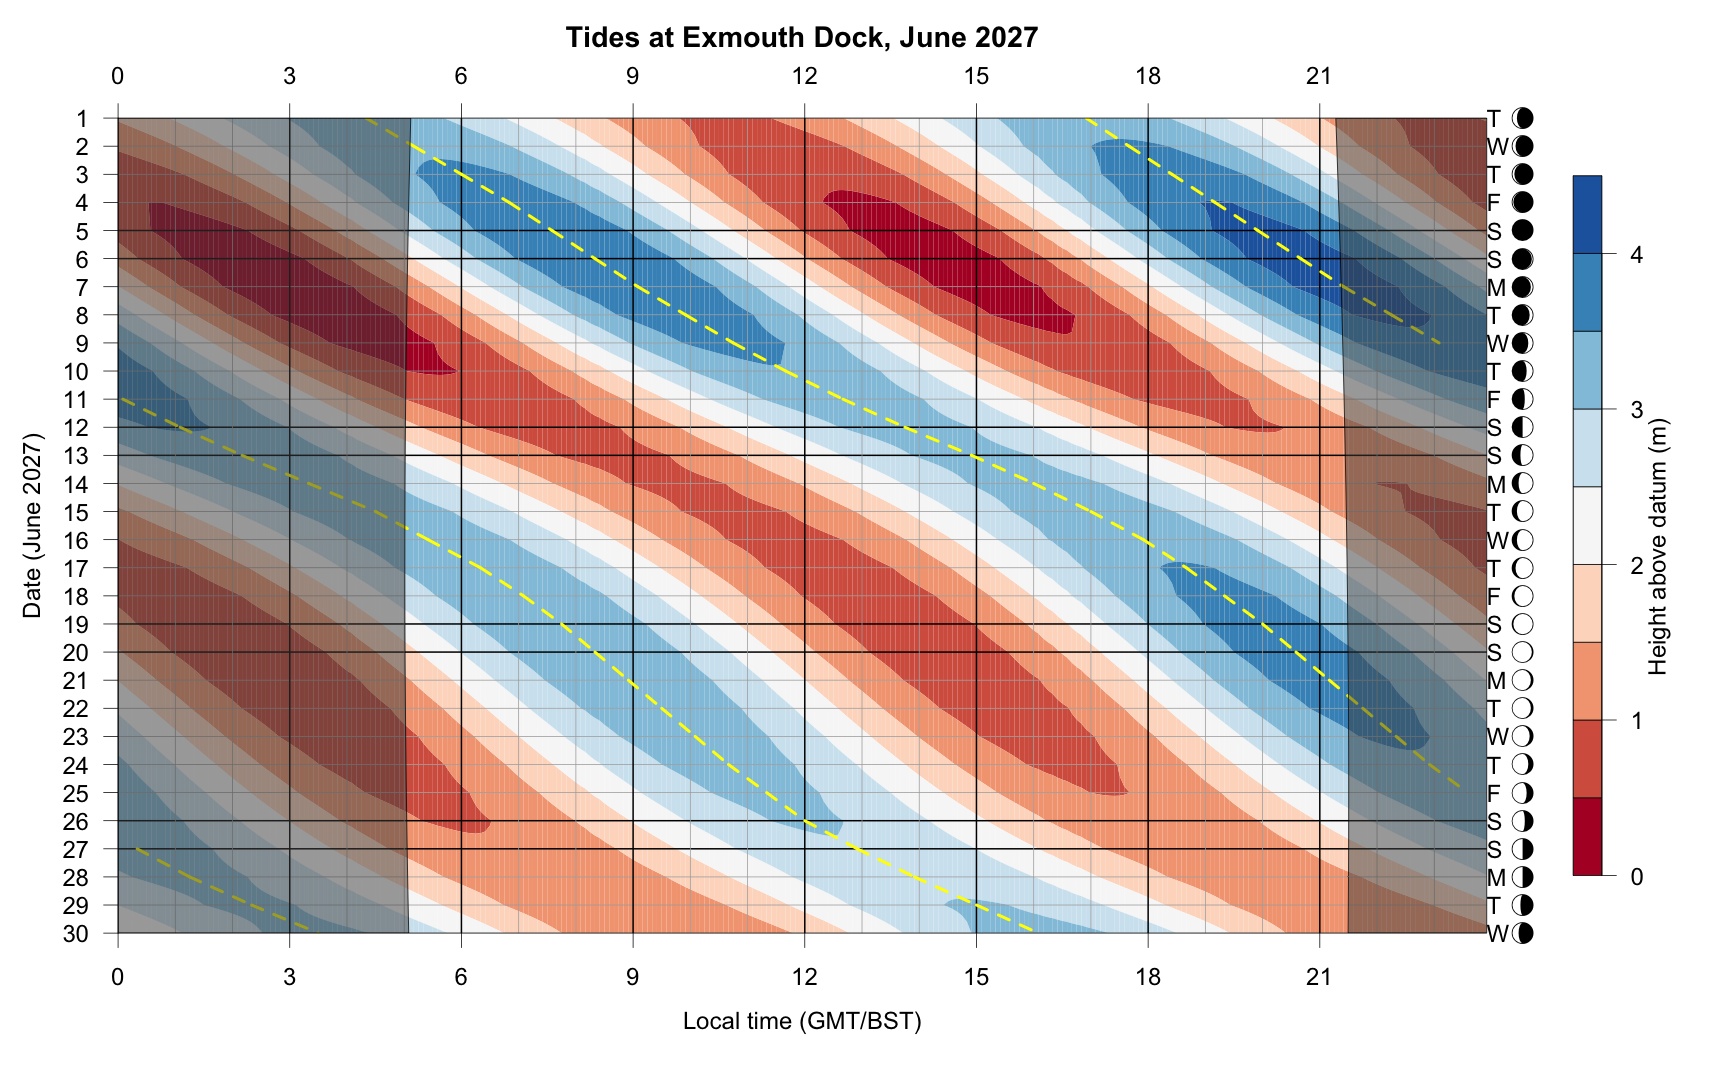 Tides at Exmouth Dock, June 2027
0 3 6 9 12 15 18 21
1 T
2 W
3 T
4 F
5 S
6 S
7 M
8 T
9 W
10 T
11 F
12 S
13 S
14 M
15 T
16 W
17 T
18 F
19 S
20 S
21 M
22 T
23 W
24 T
25 F
26 S
27 S
28 M
29 T
30 W
0 3 6 9 12 15 18 21
Local time (GMT/BST)
Date (June 2027)
4
3
2
1
0
Height above datum (m)